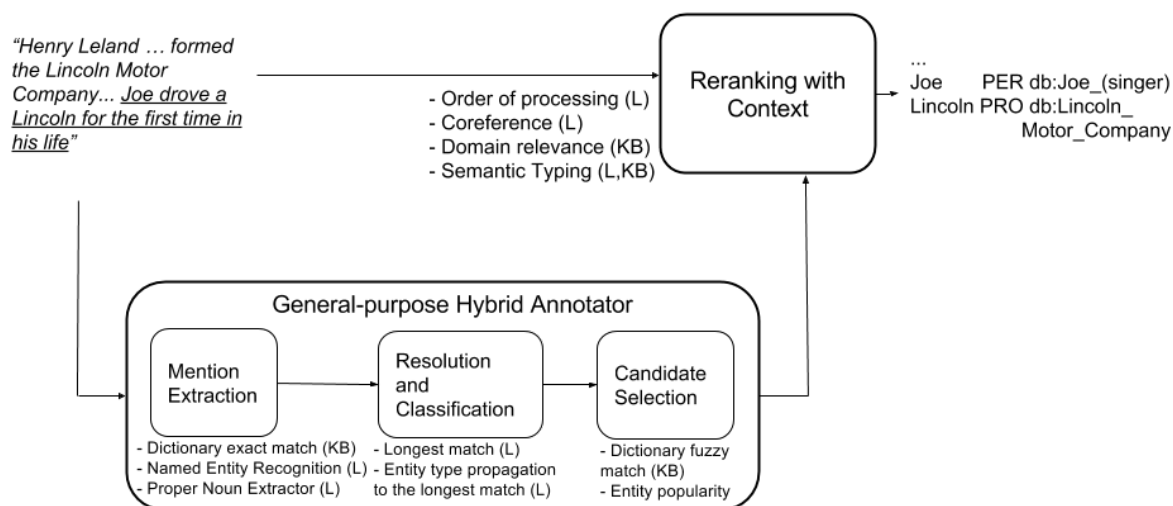 “Henry Leland … formed
the Lincoln Motor
Company... Joe drove a
Lincoln for the first time in
his life”
- Order of processing (L)
- Coreference (L)
- Domain relevance (KB)
- Semantic Typing (L,KB)
Reranking with
Context
...
Joe PER db:Joe_(singer)
Lincoln PRO db:Lincoln_
Motor_Company
General-purpose Hybrid Annotator
Mention
Extraction
- Dictionary exact match (KB)
- Named Entity Recognition (L)
- Proper Noun Extractor (L)
Resolution
and
Classification
- Longest match (L)
- Entity type propagation
to the longest match (L)
Candidate
Selection
- Dictionary fuzzy
match (KB)
- Entity popularity